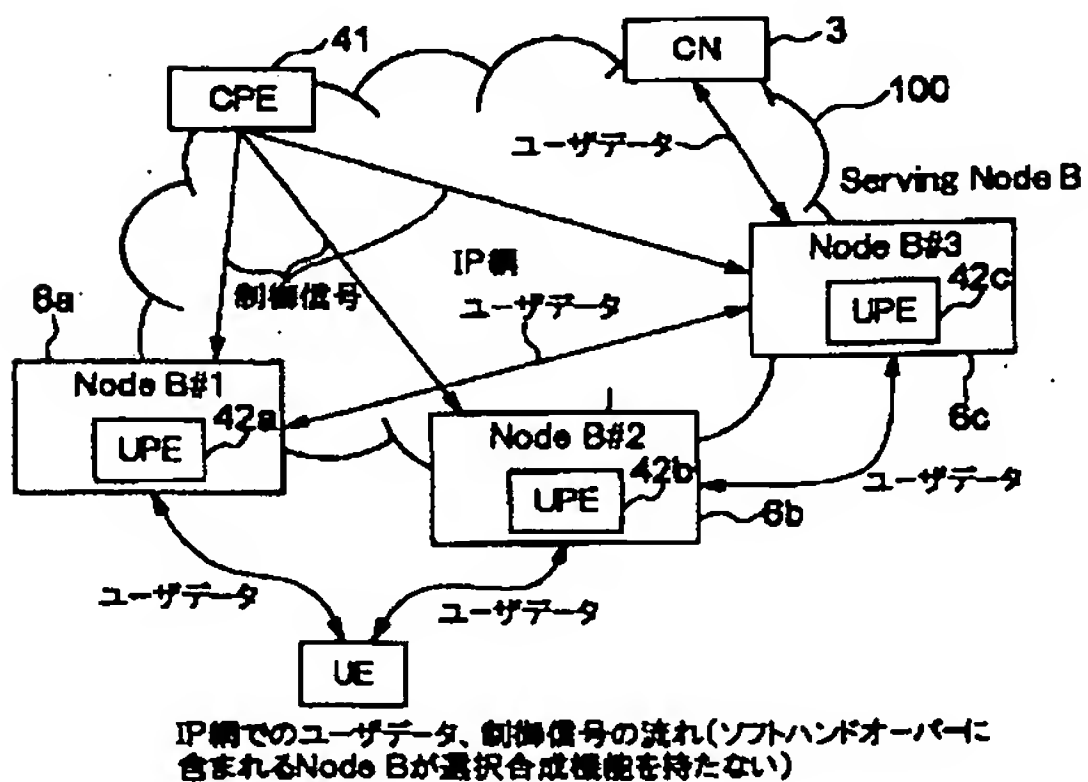 41
CPE
CN
3
100
ユーザデータ
Serving Node B
Node B#3
42c
UPE
IP網
制御信号
ユーザデータ
6a
Node B#1
42a
UPE
Node B#2
42b
UPE
6c
ユーザデータ
6b
ユーザデータ
ユーザデータ
UE
IP網でのユーザデータ、制御信号の流れ(ソフトハンドオーバーに
含まれるNode Bが選択合成機能を持たない)